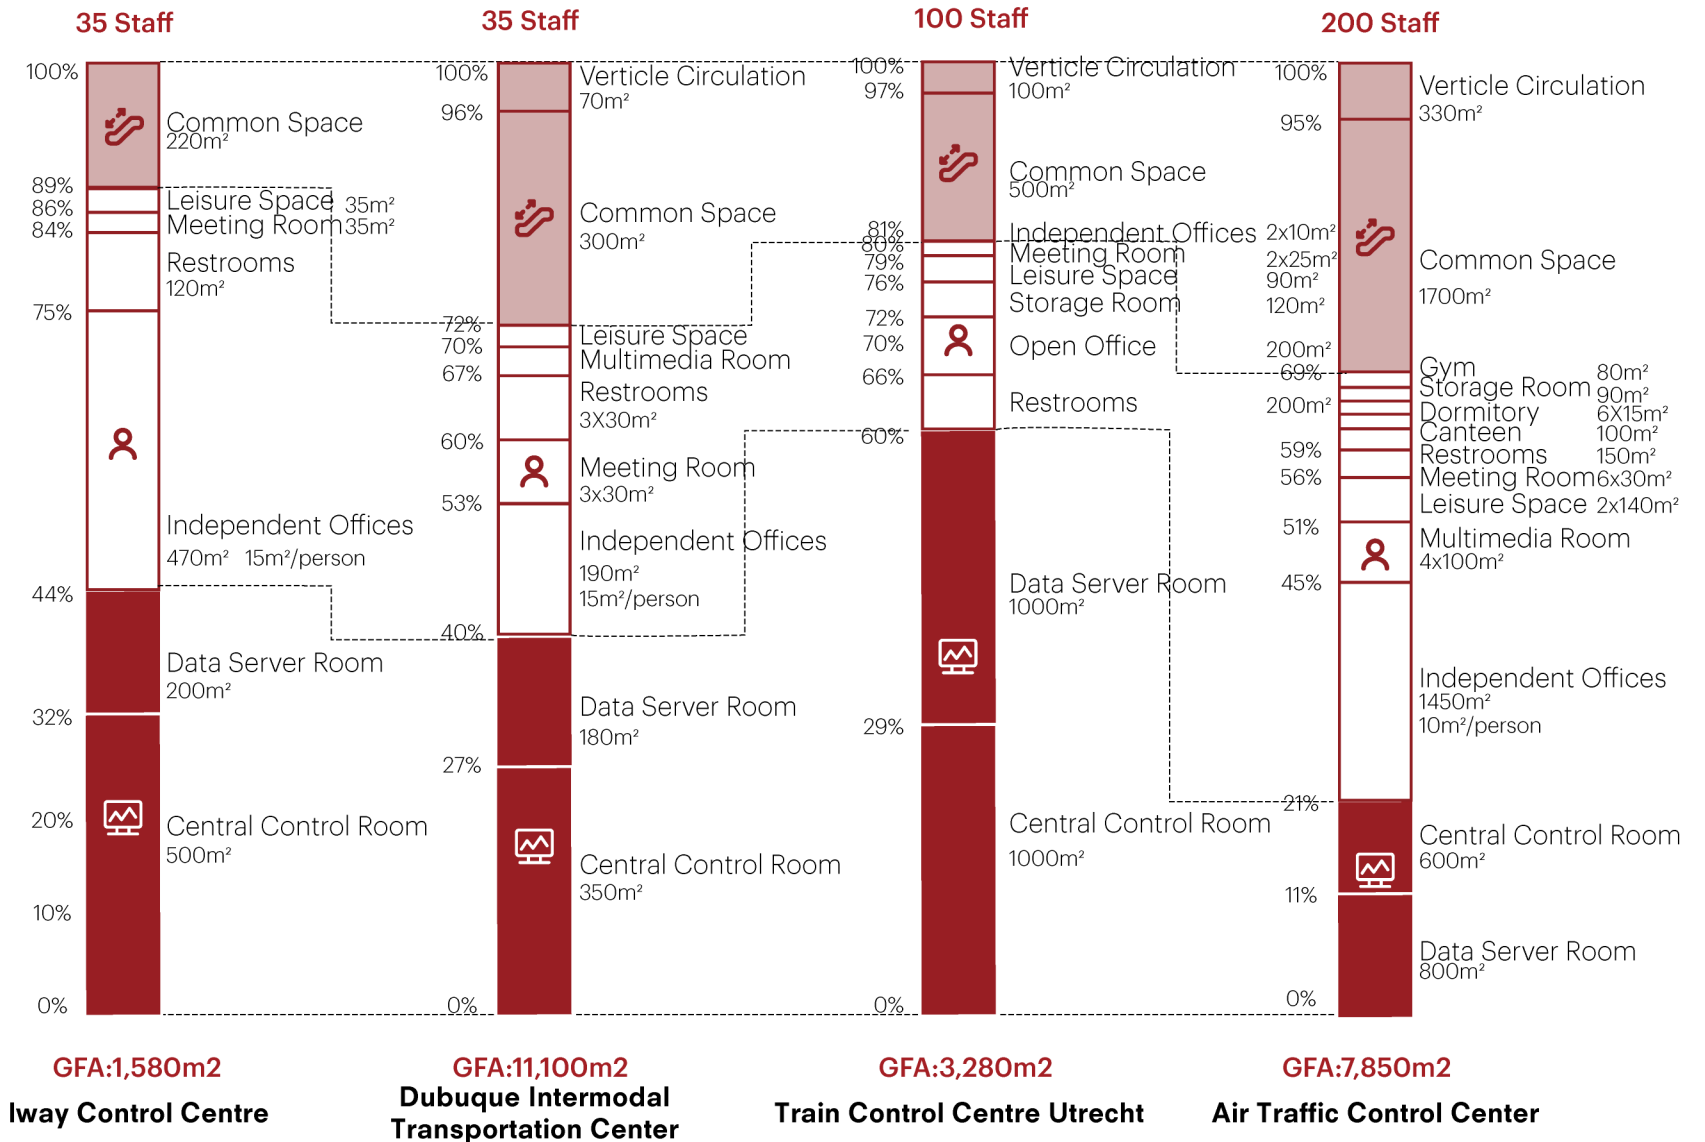 35 Staff
100%
Common Space
220m²
89%
Leisure Space 35m²
86%
Meeting Room 35m²
84%
Restrooms
120m²
75%
Independent Offices
470m² 15m²/person
44%
Data Server Room
200m²
32%
20%
Central Control Room
500m²
10%
0%
GFA:1,580m2
Iway Control Centre
35 Staff
100%
Verticle Circulation
70m²
96%
Common Space
300m²
72%
Leisure Space
70%
Multimedia Room
67%
Restrooms
3X30m²
60%
Meeting Room
3x30m²
53%
Independent Offices
190m²
15m²/person
40%
Data Server Room
180m²
27%
Central Control Room
350m²
0%
GFA:11,100m2
Dubuque Intermodal
Transportation Center
100 Staff
100%
Verticle Circulation
100m²
97%
Common Space
500m²
81%
Independent Offices 2x10m²
80%
Meeting Room 2x25m²
79%
Leisure Space 90m²
76%
Storage Room 120m²
72%
70%
Open Office 200m²
66%
Restrooms 200m²
60%
Data Server Room
1000m²
29%
Central Control Room
1000m²
0%
GFA:3,280m2
Train Control Centre Utrecht
200 Staff
100%
Verticle Circulation
330m²
95%
Common Space
1700m²
69%
Gym 80m²
Storage Room 90m²
Dormitory 6X15m²
Canteen 100m²
59%
Restrooms 150m²
56%
Meeting Room 6x30m²
Leisure Space 2x140m²
51%
Multimedia Room
4x100m²
45%
Independent Offices
1450m²
10m²/person
21%
Central Control Room
600m²
11%
Data Server Room
800m²
0%
GFA:7,850m2
Air Traffic Control Center